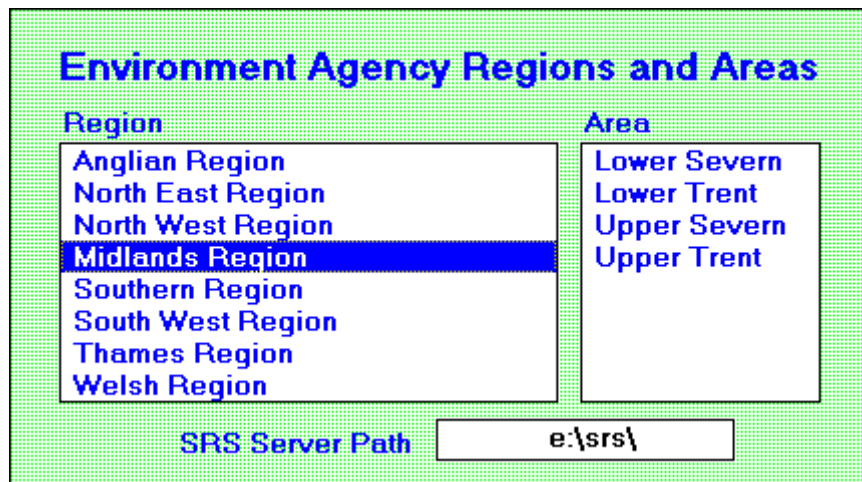 Environment Agency Regions and Areas
Region
Anglian Region
North East Region
North West Region
Midlands Region
Southern Region
South West Region
Thames Region
Welsh Region
Area
Lower Severn
Lower Trent
Upper Severn
Upper Trent
SRS Server Path e:\srs\